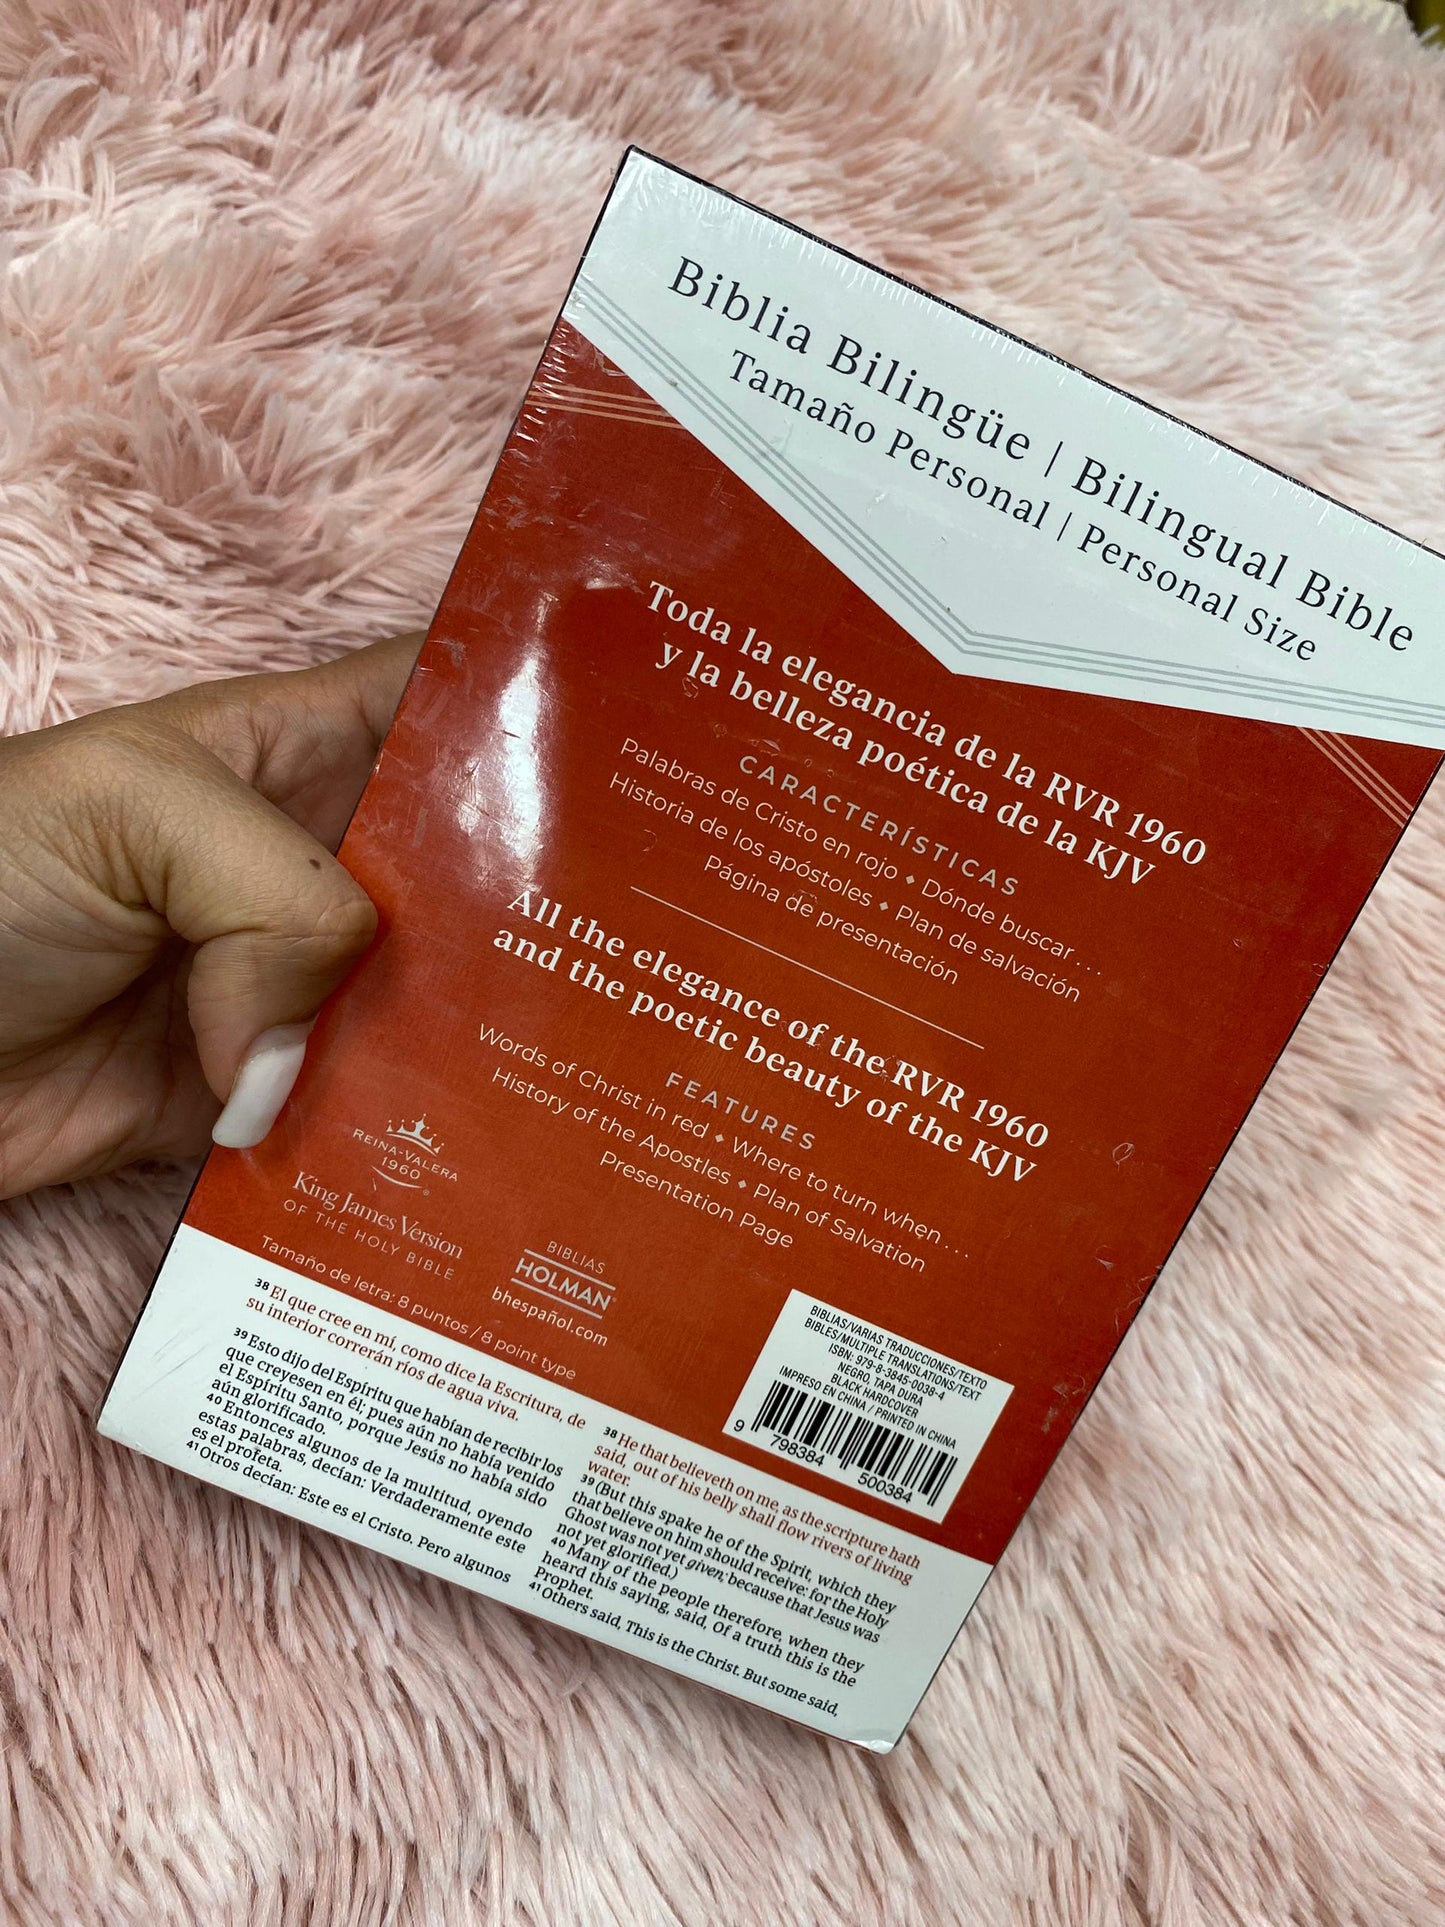 Biblia Bilingüe | Bilingual Bible
Tamaño Personal | Personal Size
Toda la elegancia de la RVR 1960
y la belleza poética de la KJV
CARACTERÍSTICAS
Palabras de Cristo en rojo ◆ Dónde buscar . . .
Historia de los apóstoles ◆ Plan de salvación
Página de presentación
All the elegance of the RVR 1960
and the poetic beauty of the KJV
FEATURES
Words of Christ in red ◆ Where to turn when . . .
History of the Apostles ◆ Plan of Salvation
Presentation Page
REINA-VALERA
1960®
King James Version
OF THE HOLY BIBLE
BIBLIAS
HOLMAN®
bhespañol.com
Tamaño de letra: 8 puntos / 8 point type
BIBLIAS/VARIAS TRADUCCIONES/TEXTO
BIBLES/MULTIPLE TRANSLATIONS/TEXT
ISBN: 979-8-3845-0038-4
NEGRO, TAPA DURA
BLACK HARDCOVER
IMPRESO EN CHINA / PRINTED IN CHINA
9 798384 500384
38 El que cree en mí, como dice la Escritura, de
su interior correrán ríos de agua viva.
39 Esto dijo del Espíritu que habían de recibir los
que creyesen en él; pues aún no había venido
el Espíritu Santo, porque Jesús no había sido
aún glorificado.
40 Entonces algunos de la multitud, oyendo
estas palabras, decían: Verdaderamente este
es el profeta.
41 Otros decían: Este es el Cristo. Pero algunos
38 He that believeth on me, as the scripture hath
said, out of his belly shall flow rivers of living
water.
39 (But this spake he of the Spirit, which they
that believe on him should receive: for the Holy
Ghost was not yet given; because that Jesus was
not yet glorified.)
40 Many of the people therefore, when they
heard this saying, said, Of a truth this is the
Prophet.
41 Others said, This is the Christ. But some said,